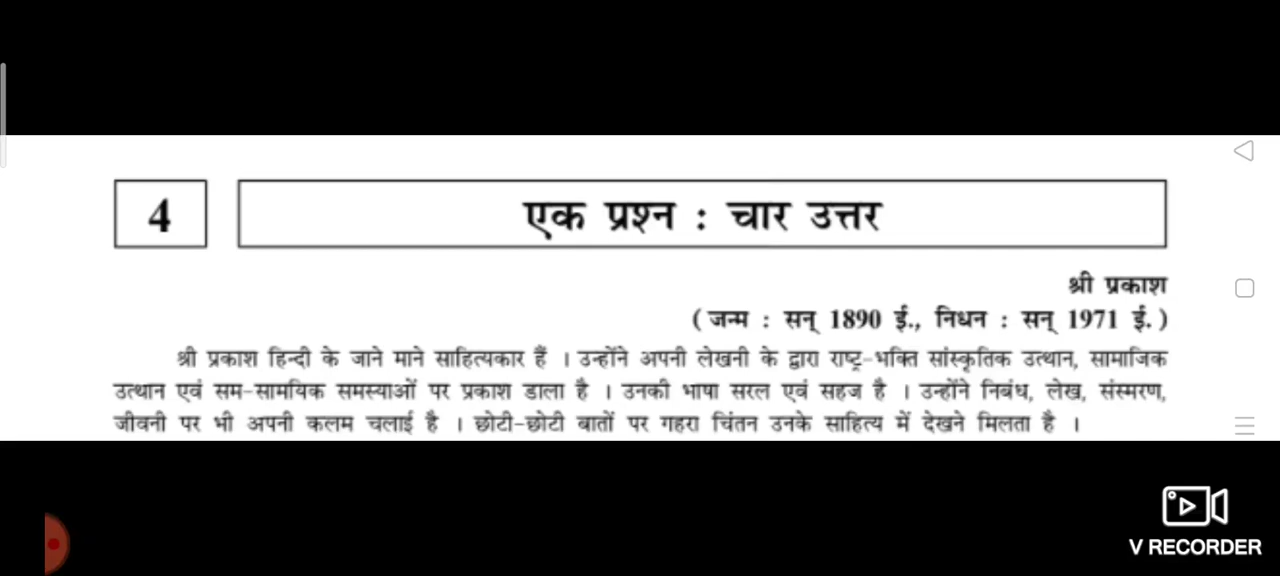 4
एक प्रश्न : चार उत्तर
श्री प्रकाश
( जन्म : सन् 1890 ई., निधन : सन् 1971 ई. )
श्री प्रकाश हिन्दी के जाने माने साहित्यकार हैं । उन्होंने अपनी लेखनी के द्वारा राष्ट्र-भक्ति सांस्कृतिक उत्थान, सामाजिक
उत्थान एवं सम-सामयिक समस्याओं पर प्रकाश डाला है । उनकी भाषा सरल एवं सहज है । उन्होंने निबंध, लेख, संस्मरण,
जीवनी पर भी अपनी कलम चलाई है । छोटी-छोटी बातों पर गहरा चिंतन उनके साहित्य में देखने मिलता है ।
V RECORDER